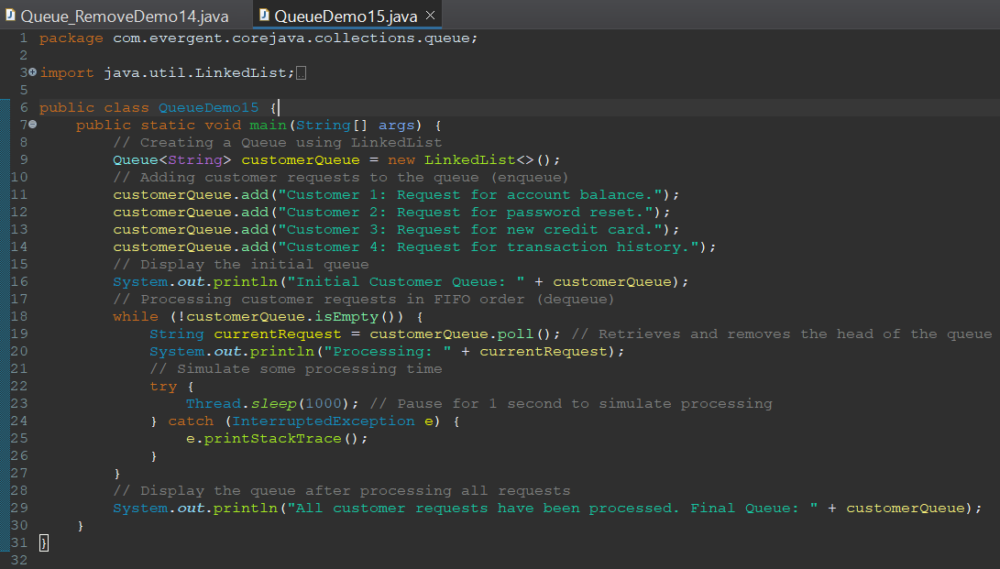 Queue_RemoveDemo14.java
QueueDemo15.java
1 package com.evergent.corejava.collections.queue;
2
3 import java.util.LinkedList;
5
6 public class QueueDemo15 {
7     public static void main(String[] args) {
8         // Creating a Queue using LinkedList
9         Queue<String> customerQueue = new LinkedList<>();
10         // Adding customer requests to the queue (enqueue)
11         customerQueue.add("Customer 1: Request for account balance.");
12         customerQueue.add("Customer 2: Request for password reset.");
13         customerQueue.add("Customer 3: Request for new credit card.");
14         customerQueue.add("Customer 4: Request for transaction history.");
15         // Display the initial queue
16         System.out.println("Initial Customer Queue: " + customerQueue);
17         // Processing customer requests in FIFO order (dequeue)
18         while (!customerQueue.isEmpty()) {
19             String currentRequest = customerQueue.poll(); // Retrieves and removes the head of the queue
20             System.out.println("Processing: " + currentRequest);
21             // Simulate some processing time
22             try {
23                 Thread.sleep(1000); // Pause for 1 second to simulate processing
24             } catch (InterruptedException e) {
25                 e.printStackTrace();
26             }
27         }
28         // Display the queue after processing all requests
29         System.out.println("All customer requests have been processed. Final Queue: " + customerQueue);
30     }
31 }
32